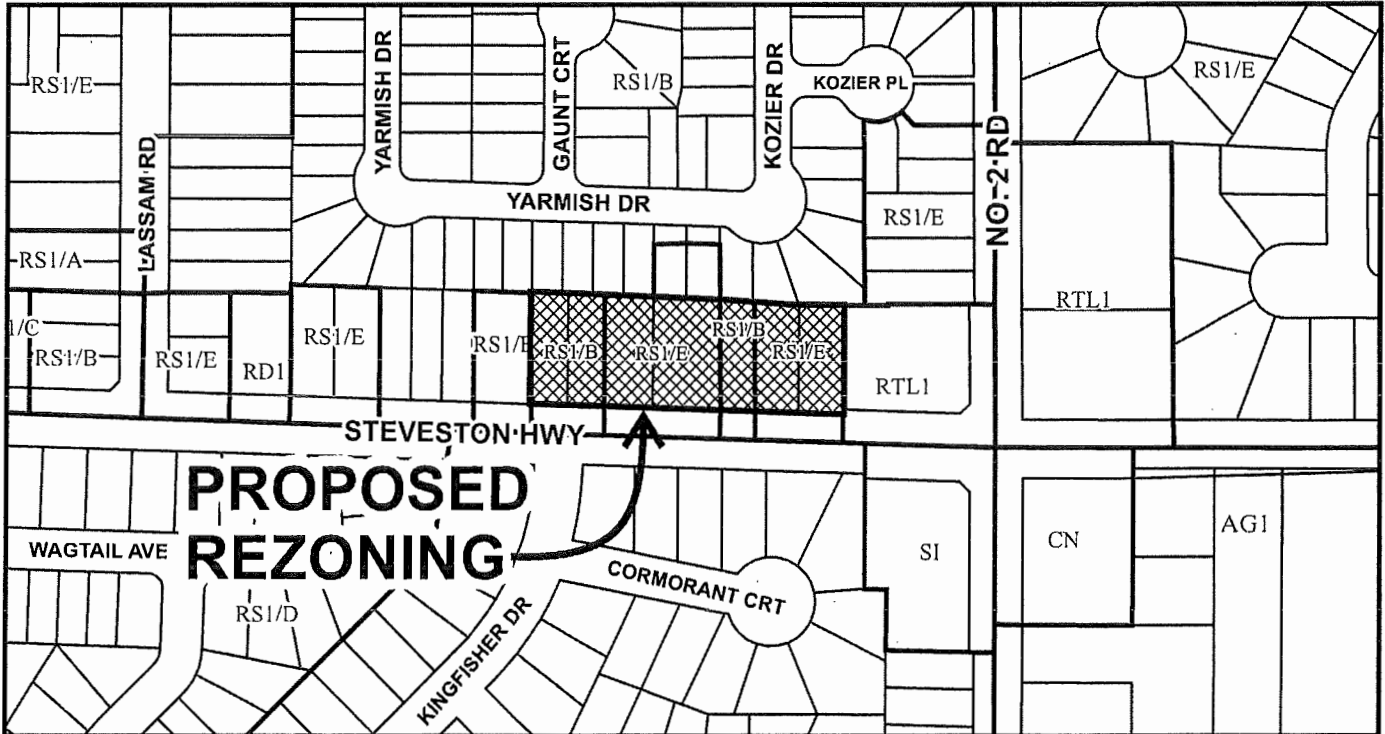 RS1/E
YARMISH DR
GAUNT CRT
RS1/B
KOZIER DR
KOZIER PL
RS1/E
LASSAM RD
NO. 2 RD
YARMISH DR
RS1/E
RS1/A
RTL1
1/C
RS1/B
RS1/E
RD1
RS1/E
RS1/E
RS1/B
RS1/E
RS1/B
RS1/E
RTL1
STEVESTON HWY
PROPOSED
REZONING
WAGTAIL AVE
RS1/D
KINGFISHER DR
CORMORANT CRT
SI
CN
AG1